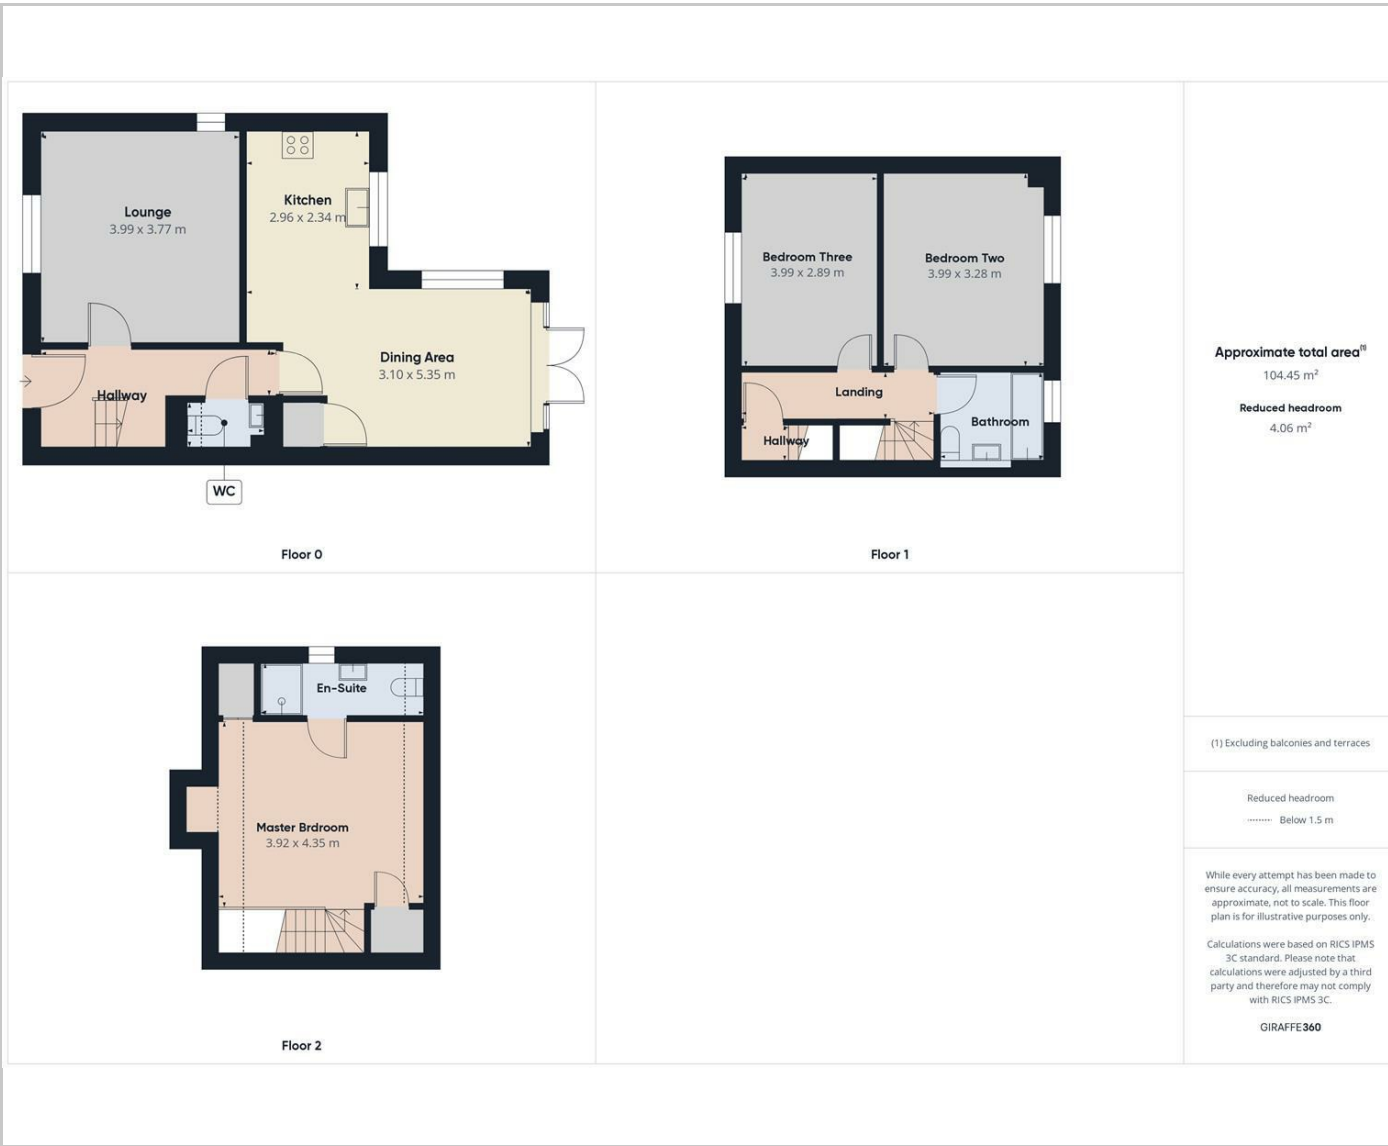 Lounge
3.99 x 3.77 m
Kitchen
2.96 x 2.34 m
Dining Area
3.10 x 5.35 m
Hallway
WC
Floor 0
Bedroom Three
3.99 x 2.89 m
Bedroom Two
3.99 x 3.28 m
Landing
Bathroom
Hallway
Floor 1
En-Suite
Master Brdroom
3.92 x 4.35 m
Floor 2
Approximate total area⁽¹⁾
104.45 m²
Reduced headroom
4.06 m²
(1) Excluding balconies and terraces
Reduced headroom
Below 1.5 m
While every attempt has been made to
ensure accuracy, all measurements are
approximate, not to scale. This floor
plan is for illustrative purposes only.
Calculations were based on RICS IPMS
3C standard. Please note that
calculations were adjusted by a third
party and therefore may not comply
with RICS IPMS 3C.
GIRAFFE360